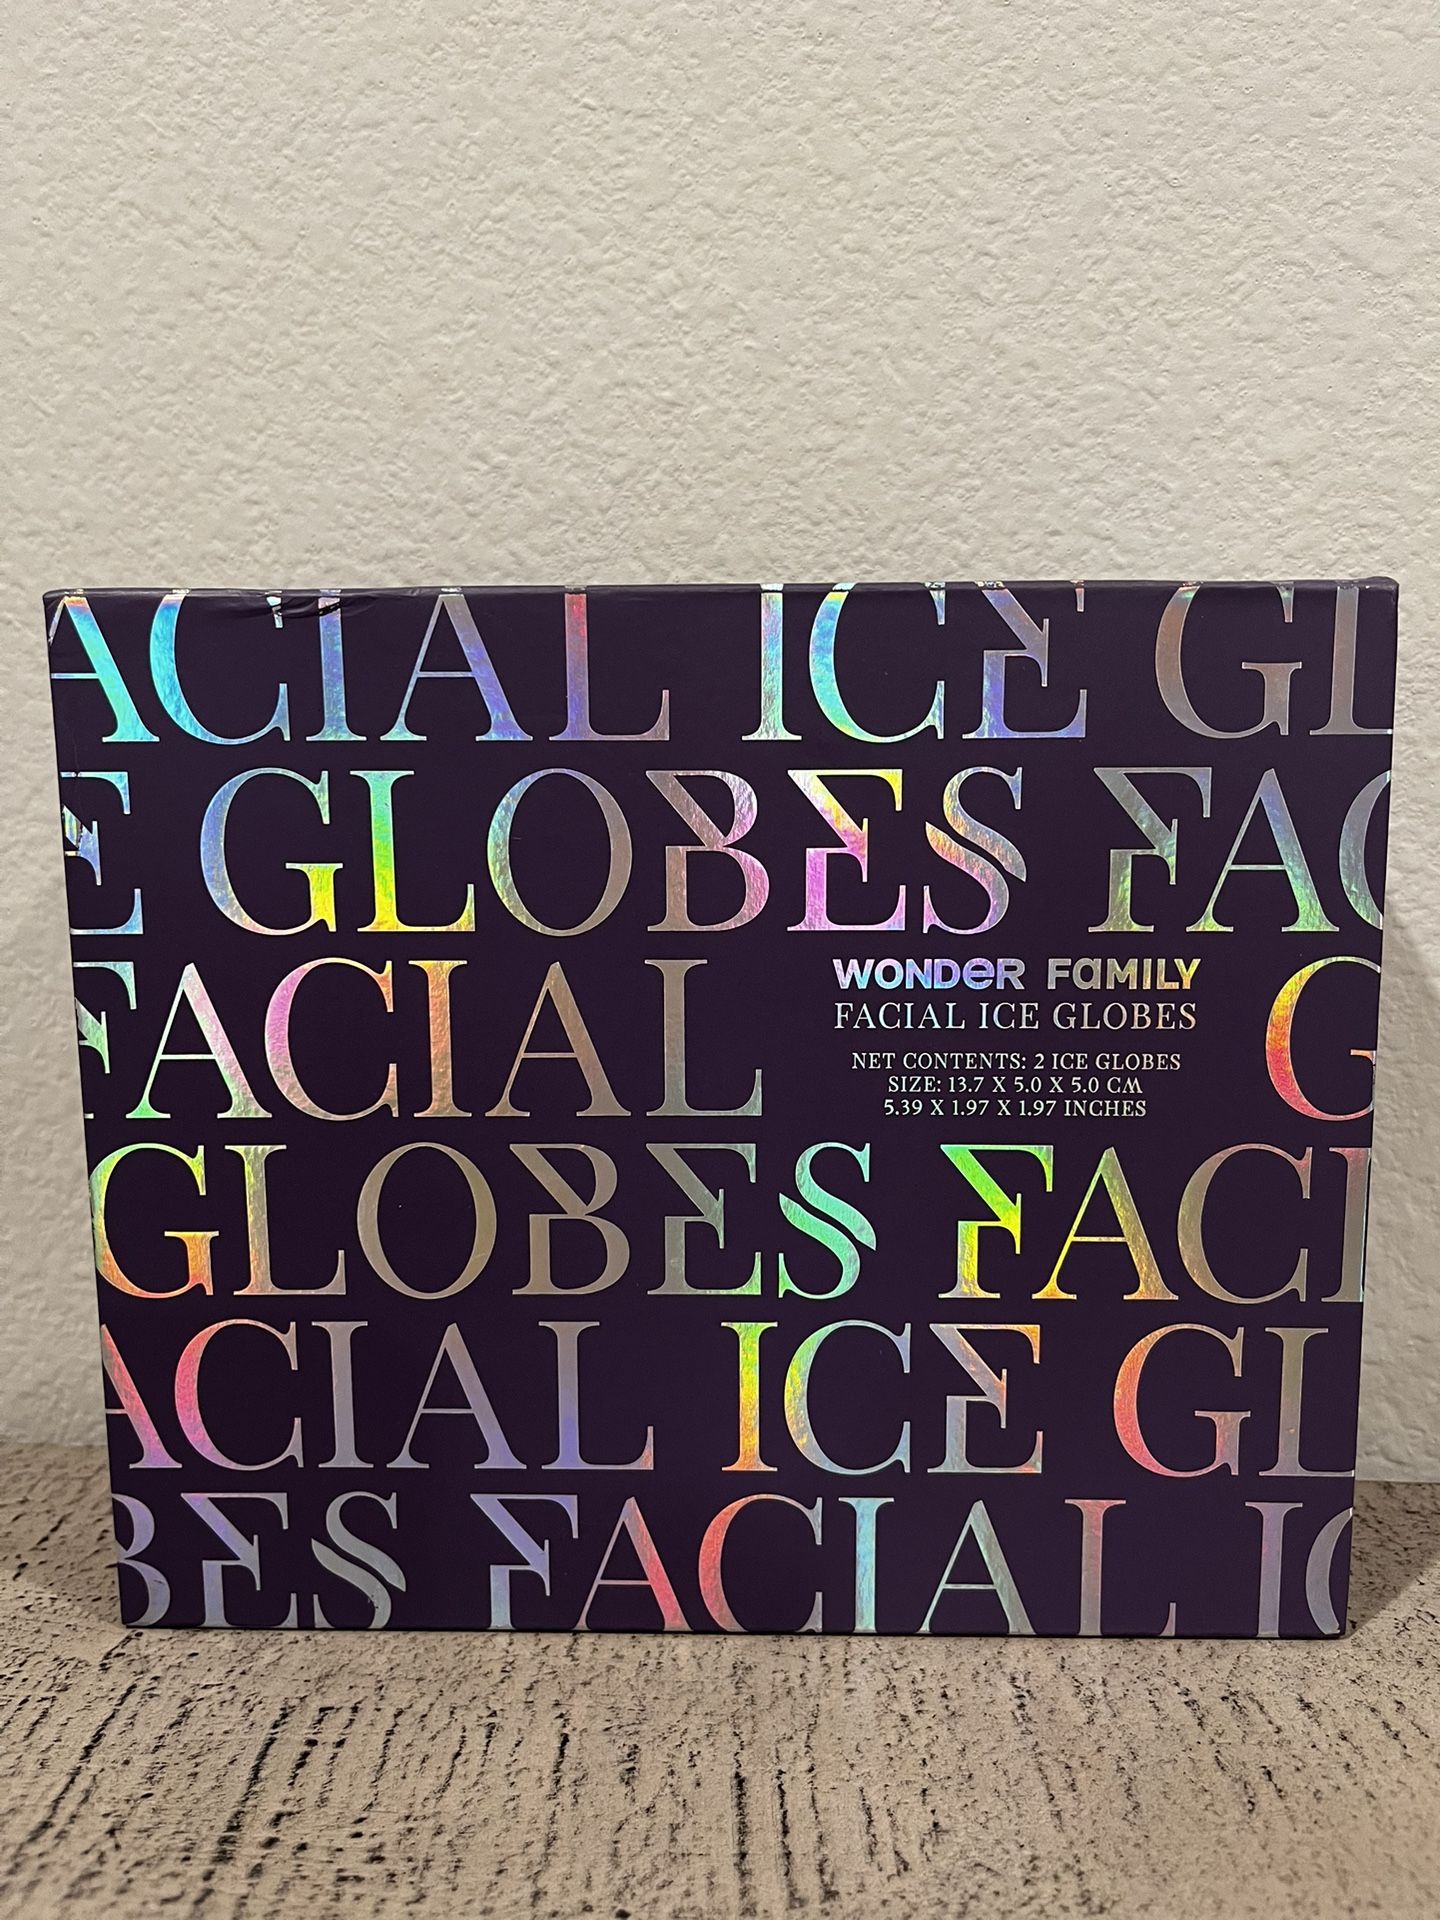 ACIAL ICE GL
E GLOBES FAC
FACIAL
WONDER FAMILY
FACIAL ICE GLOBES
NET CONTENTS: 2 ICE GLOBES
SIZE: 13.7 X 5.0 X 5.0 CM
5.39 X 1.97 X 1.97 INCHES
G
GLOBES FACI
ACIAL ICE GL
BES FACIAL IC